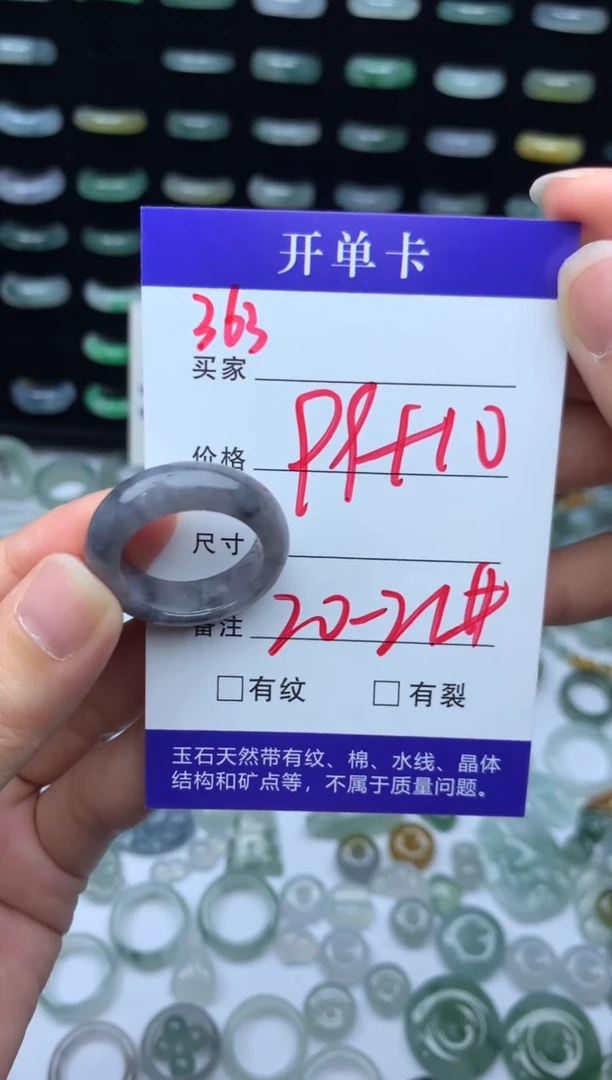 开单卡
363
买家
价格 PPF10
尺寸
备注 20-21#
□有纹 □有裂
玉石天然带有纹、棉、水线、晶体
结构和矿点等，不属于质量问题。